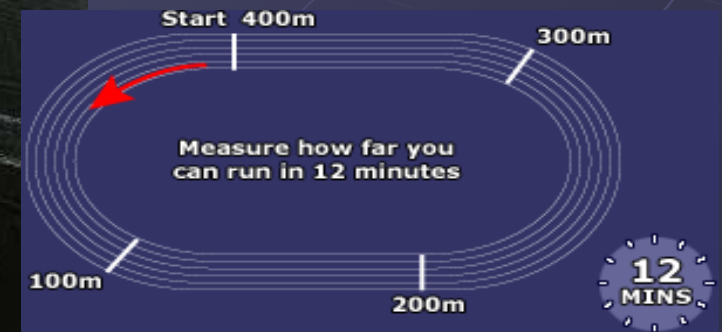 Start 400m
300m
Measure how far you
can run in 12 minutes
100m
200m
12
MINS